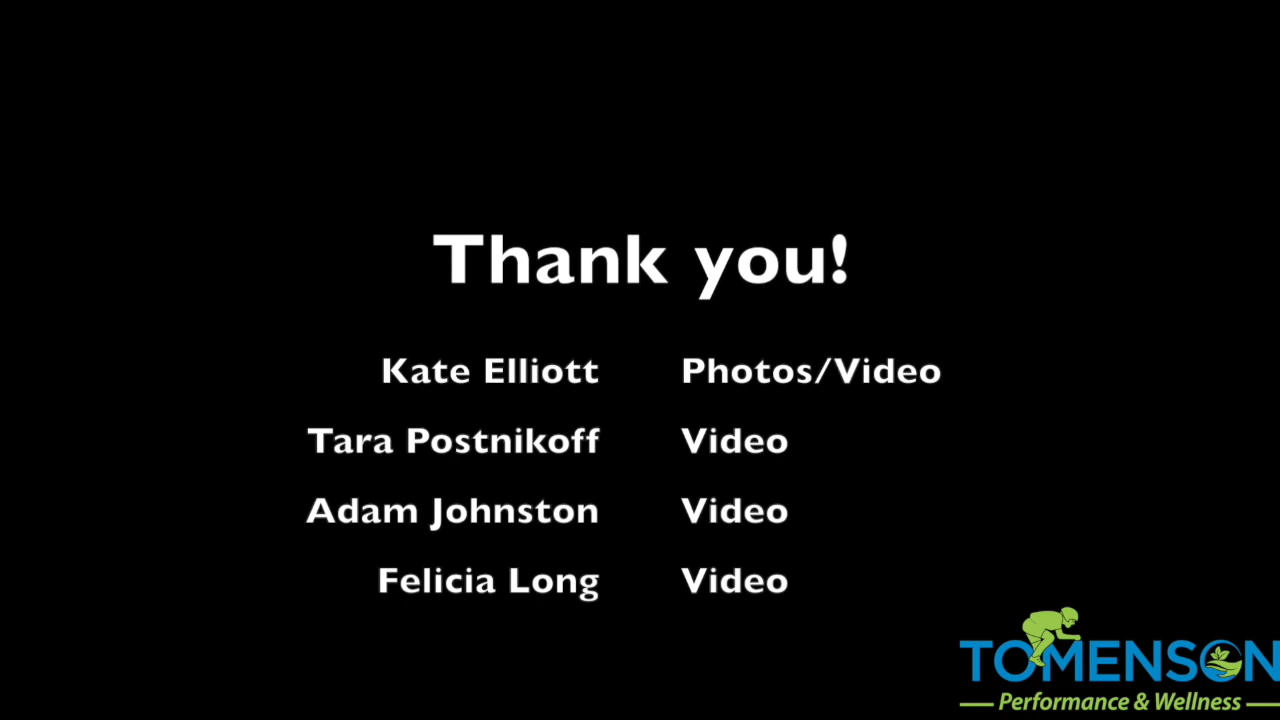 Thank you!
Kate Elliott Photos/Video
Tara Postnikoff Video
Adam Johnston Video
Felicia Long Video
TOMENSON
Performance & Wellness